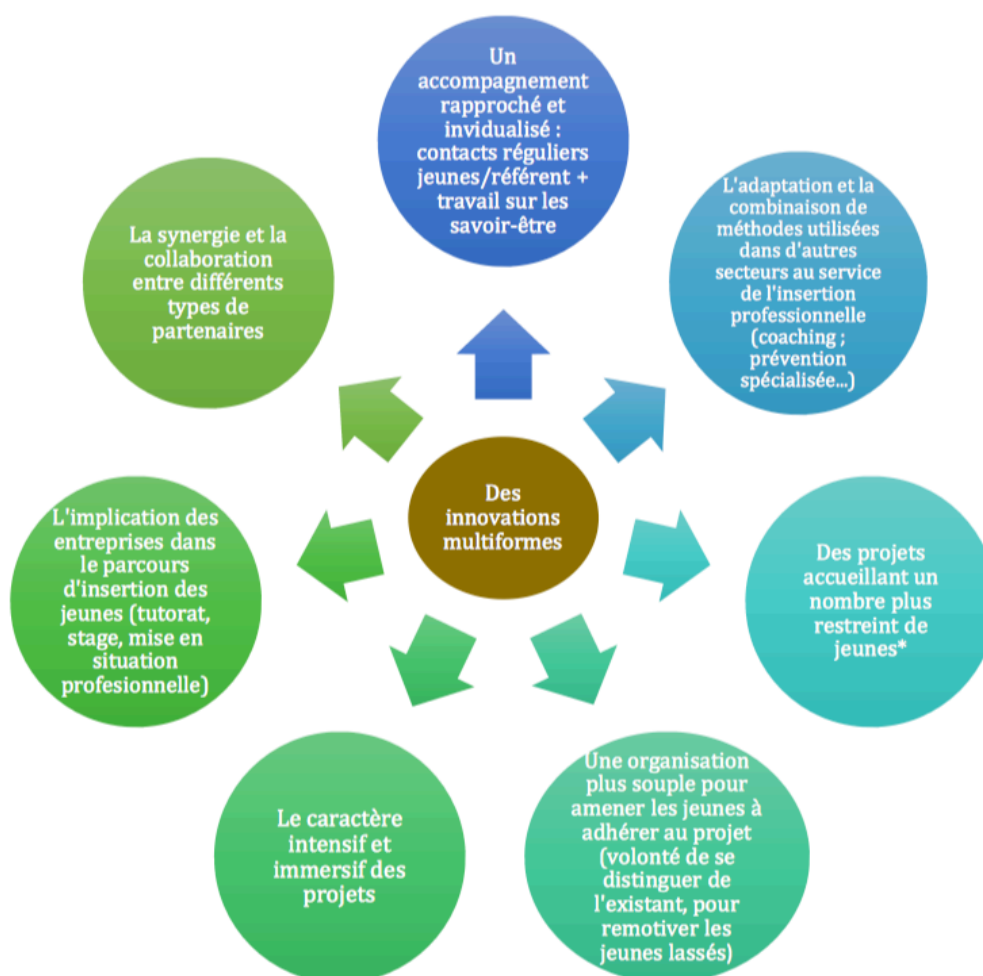 Un
accompagnement
rapproché et
invidualisé :
contacts réguliers
jeunes/référent +
travail sur les
savoir-être
L'adaptation et la
combinaison de
méthodes utilisées
dans d'autres
secteurs au service
de l'insertion
professionnelle
(coaching ;
prévention
spécialisée...)
Des projets
accueillant un
nombre plus
restreint de
jeunes*
Une organisation
plus souple pour
amener les jeunes à
adhérer au projet
(volonté de se
distinguer de
l'existant, pour
remotiver les
jeunes lassés)
Le caractère
intensif et
immersif des
projets
L'implication des
entreprises dans
le parcours
d'insertion des
jeunes (tutorat,
stage, mise en
situation
profesionnelle)
La synergie et la
collaboration
entre différents
types de
partenaires
Des
innovations
multiformes